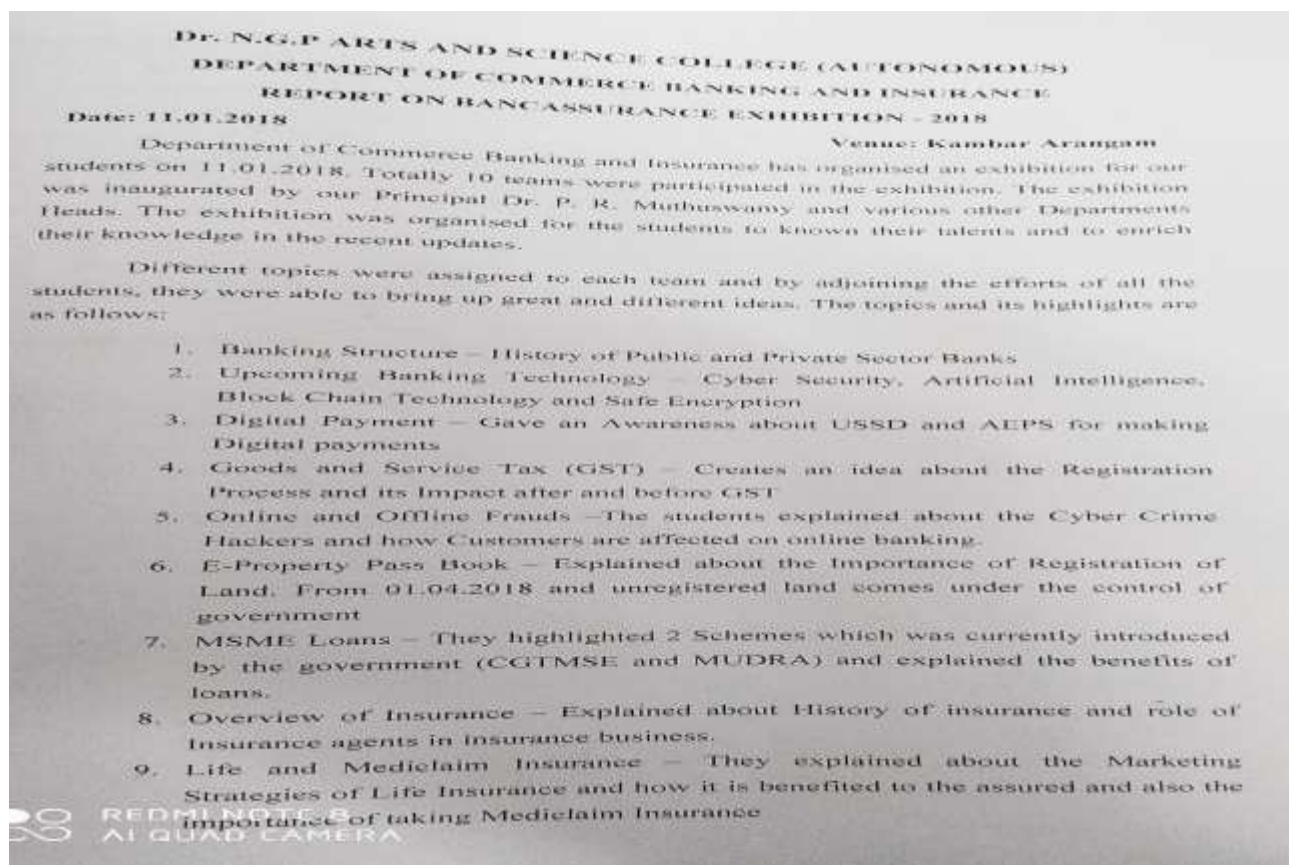 Dr. N.G.P ARTS AND SCIENCE COLLEGE (AUTONOMOUS)
DEPARTMENT OF COMMERCE BANKING AND INSURANCE
REPORT ON BANCASSURANCE EXHIBITION - 2018
Date: 11.01.2018 Venue: Kambar Arangam
Department of Commerce Banking and Insurance has organised an exhibition for our
students on 11.01.2018. Totally 10 teams were participated in the exhibition. The exhibition
was inaugurated by our Principal Dr. P. R. Muthuswamy and various other Departments
Heads. The exhibition was organised for the students to known their talents and to enrich
their knowledge in the recent updates.
Different topics were assigned to each team and by adjoining the efforts of all the
students, they were able to bring up great and different ideas. The topics and its highlights are
as follows:
1. Banking Structure – History of Public and Private Sector Banks
2. Upcoming Banking Technology – Cyber Security, Artificial Intelligence,
Block Chain Technology and Safe Encryption
3. Digital Payment – Gave an Awareness about USSD and AEPS for making
Digital payments
4. Goods and Service Tax (GST) – Creates an idea about the Registration
Process and its Impact after and before GST
5. Online and Offline Frauds –The students explained about the Cyber Crime
Hackers and how Customers are affected on online banking.
6. E-Property Pass Book – Explained about the Importance of Registration of
Land. From 01.04.2018 and unregistered land comes under the control of
government
7. MSME Loans – They highlighted 2 Schemes which was currently introduced
by the government (CGTMSE and MUDRA) and explained the benefits of
loans.
8. Overview of Insurance – Explained about History of insurance and role of
Insurance agents in insurance business.
9. Life and Mediclaim Insurance – They explained about the Marketing
Strategies of Life Insurance and how it is benefited to the assured and also the
importance of taking Mediclaim Insurance
REDMI NOTE 8
AI QUAD CAMERA